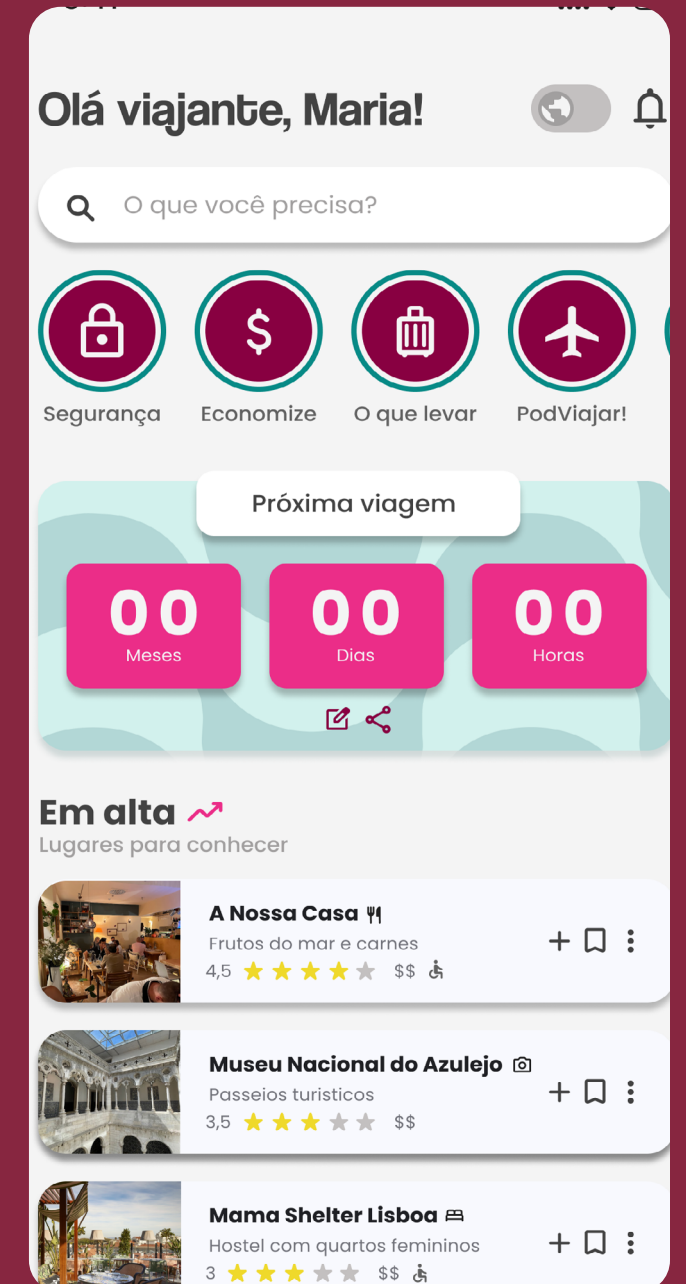 Olá viajante, Maria!
O que você precisa?
Segurança Economize O que levar PodViajar!
Próxima viagem
00 00 00
Meses Dias Horas
Em alta
Lugares para conhecer
A Nossa Casa
Frutos do mar e carnes
4,5 $$
Museu Nacional do Azulejo
Passeios turisticos
3,5 $$
Mama Shelter Lisboa
Hostel com quartos femininos
3 $$